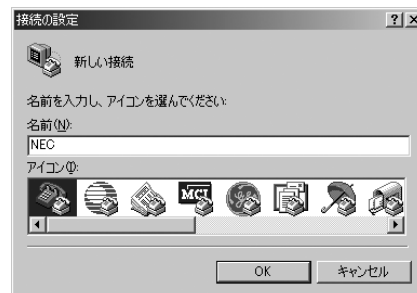 接続の設定
新しい接続
名前を入力し、アイコンを選んでください:
名前(N):
NEC
アイコン(I):
MCI
OK キャンセル